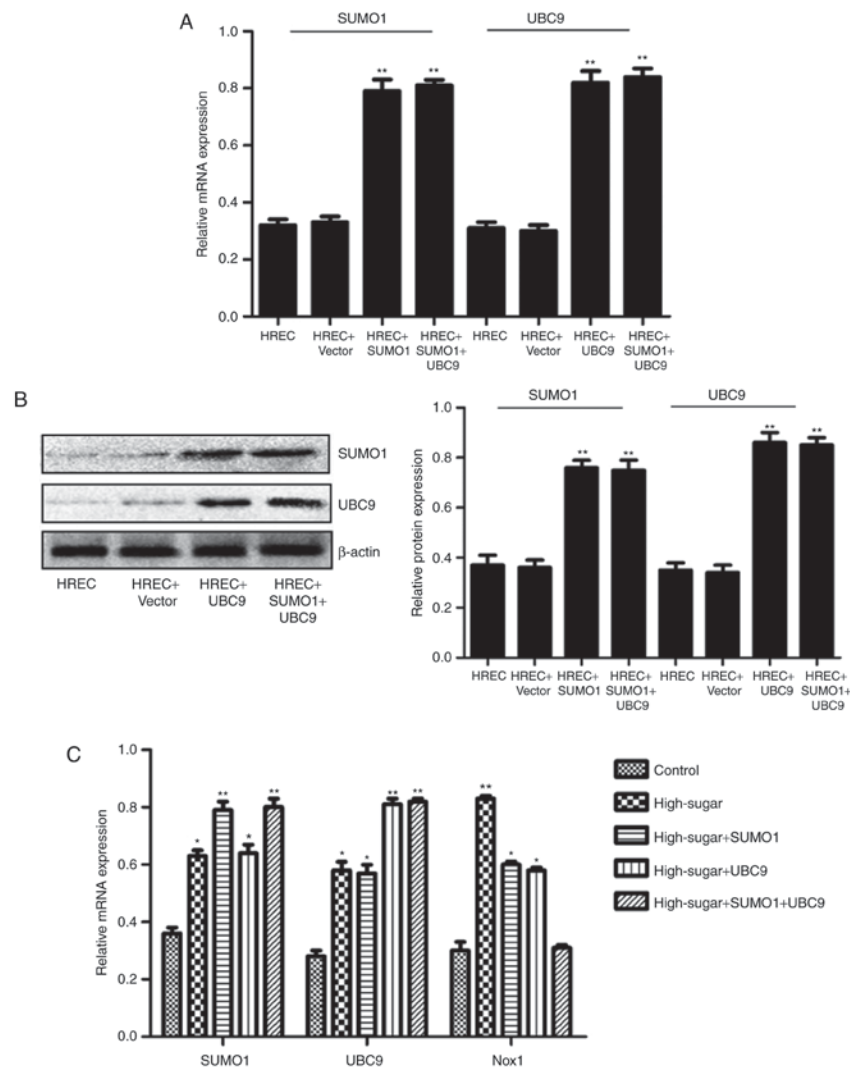 A
SUMO1
UBC9
1.0
0.8
0.6
0.4
0.2
0.0
Relative mRNA expression
**
**
**
**
HREC
HREC+
Vector
HREC+
SUMO1
HREC+
SUMO1+
UBC9
HREC
HREC+
Vector
HREC+
UBC9
HREC+
SUMO1+
UBC9
B
SUMO1
UBC9
β-actin
HREC
HREC+
Vector
HREC+
UBC9
HREC+
SUMO1+
UBC9
SUMO1
UBC9
1.0
0.8
0.6
0.4
0.2
0.0
Relative protein expression
**
**
**
**
HREC
HREC+
Vector
HREC+
SUMO1
HREC+
SUMO1+
UBC9
HREC
HREC+
Vector
HREC+
UBC9
HREC+
SUMO1+
UBC9
C
1.0
0.8
0.6
0.4
0.2
0.0
Relative mRNA expression
*
**
*
**
*
*
**
**
**
*
*
SUMO1
UBC9
Nox1
Control
High-sugar
High-sugar+SUMO1
High-sugar+UBC9
High-sugar+SUMO1+UBC9